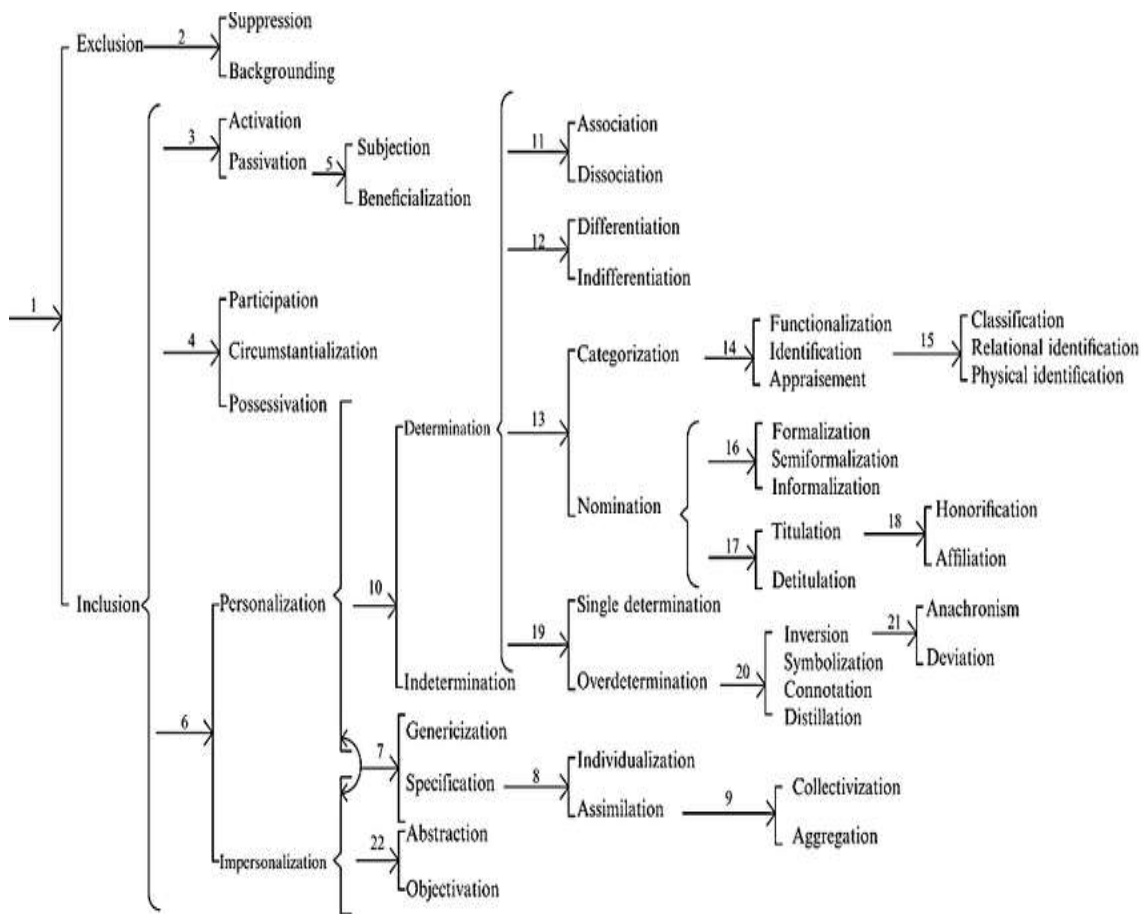 1
Exclusion
2
Suppression
Backgrounding
Inclusion
3
Activation
Passivation
5
Subjection
Beneficialization
4
Participation
Circumstantialization
Possessivation
6
Personalization
Impersonalization
10
Determination
Indetermination
11
Association
Dissociation
12
Differentiation
Indifferentiation
13
Categorization
14
Functionalization
Identification
Appraisement
15
Classification
Relational identification
Physical identification
Nomination
16
Formalization
Semiformalization
Informalization
17
Titulation
Detitulation
18
Honorification
Affiliation
19
Single determination
Overdetermination
20
Inversion
Symbolization
Connotation
Distillation
21
Anachronism
Deviation
7
Genericization
Specification
8
Individualization
Assimilation
9
Collectivization
Aggregation
22
Abstraction
Objectivation